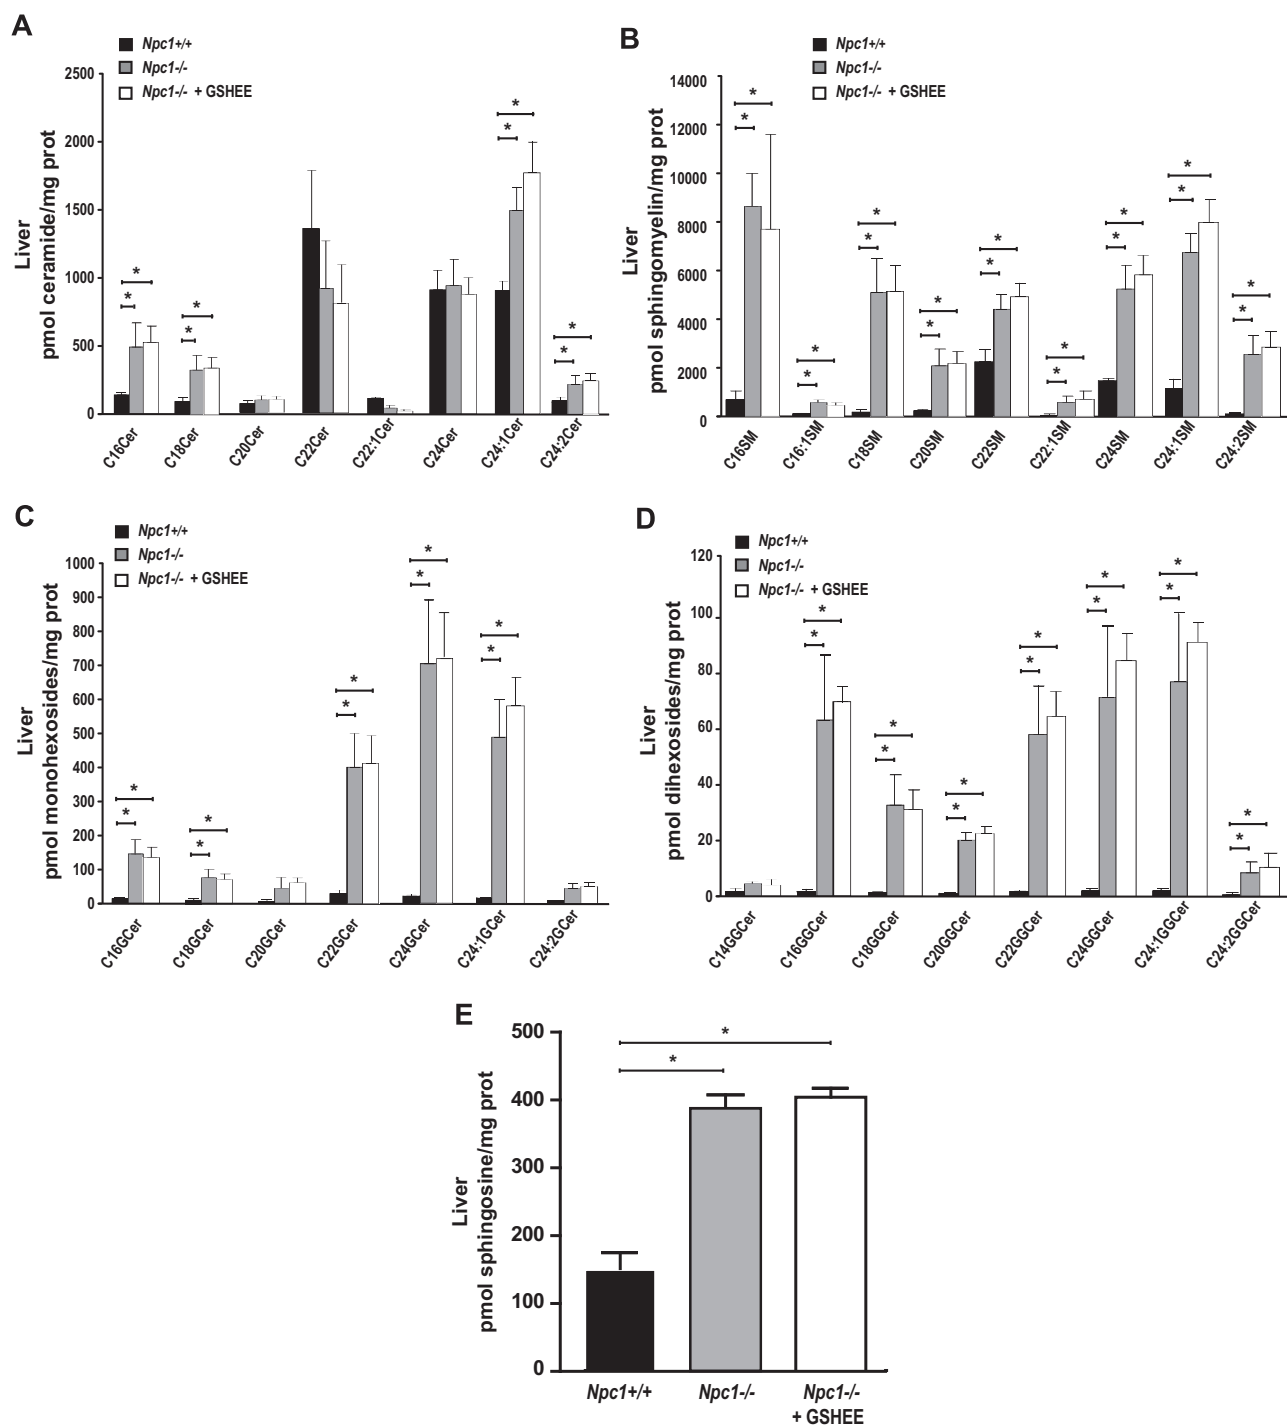 A
Npc1+/+
Npc1-/-
Npc1-/- + GSHEE
Liver
pmol ceramide/mg prot
2500
2000
1500
1000
500
0
* * * * * * * *
C16Cer C18Cer C20Cer C22Cer C22:1Cer C24Cer C24:1Cer C24:2Cer
B
Npc1+/+
Npc1-/-
Npc1-/- + GSHEE
Liver
pmol sphingomyelin/mg prot
14000
12000
10000
8000
6000
4000
2000
0
* * * * * * * * * * * * * * * * * *
C16SM C16:1SM C18SM C20SM C22SM C22:1SM C24SM C24:1SM C24:2SM
C
Npc1+/+
Npc1-/-
Npc1-/- + GSHEE
Liver
pmol monohexosides/mg prot
1000
900
800
700
600
500
400
300
200
100
0
* * * * * * * * * *
C16GCer C18GCer C20GCer C22GCer C24GCer C24:1GCer C24:2GCer
D
Npc1+/+
Npc1-/-
Npc1-/- + GSHEE
Liver
pmol dihexosides/mg prot
120
100
80
60
40
20
0
* * * * * * * * * * * * * *
C14GGCer C16GGCer C18GGCer C20GGCer C22GGCer C24GGCer C24:1GGCer C24:2GGCer
E
Liver
pmol sphingosine/mg prot
500
400
300
200
100
0
* *
Npc1+/+ Npc1-/- Npc1-/-
+ GSHEE